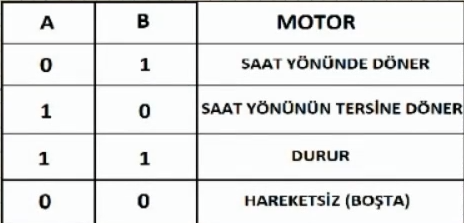 A B MOTOR
0 1 SAAT YÖNÜNDE DÖNER
1 0 SAAT YÖNÜNÜN TERSİNE DÖNER
1 1 DURUR
0 0 HAREKETSİZ (BOŞTA)